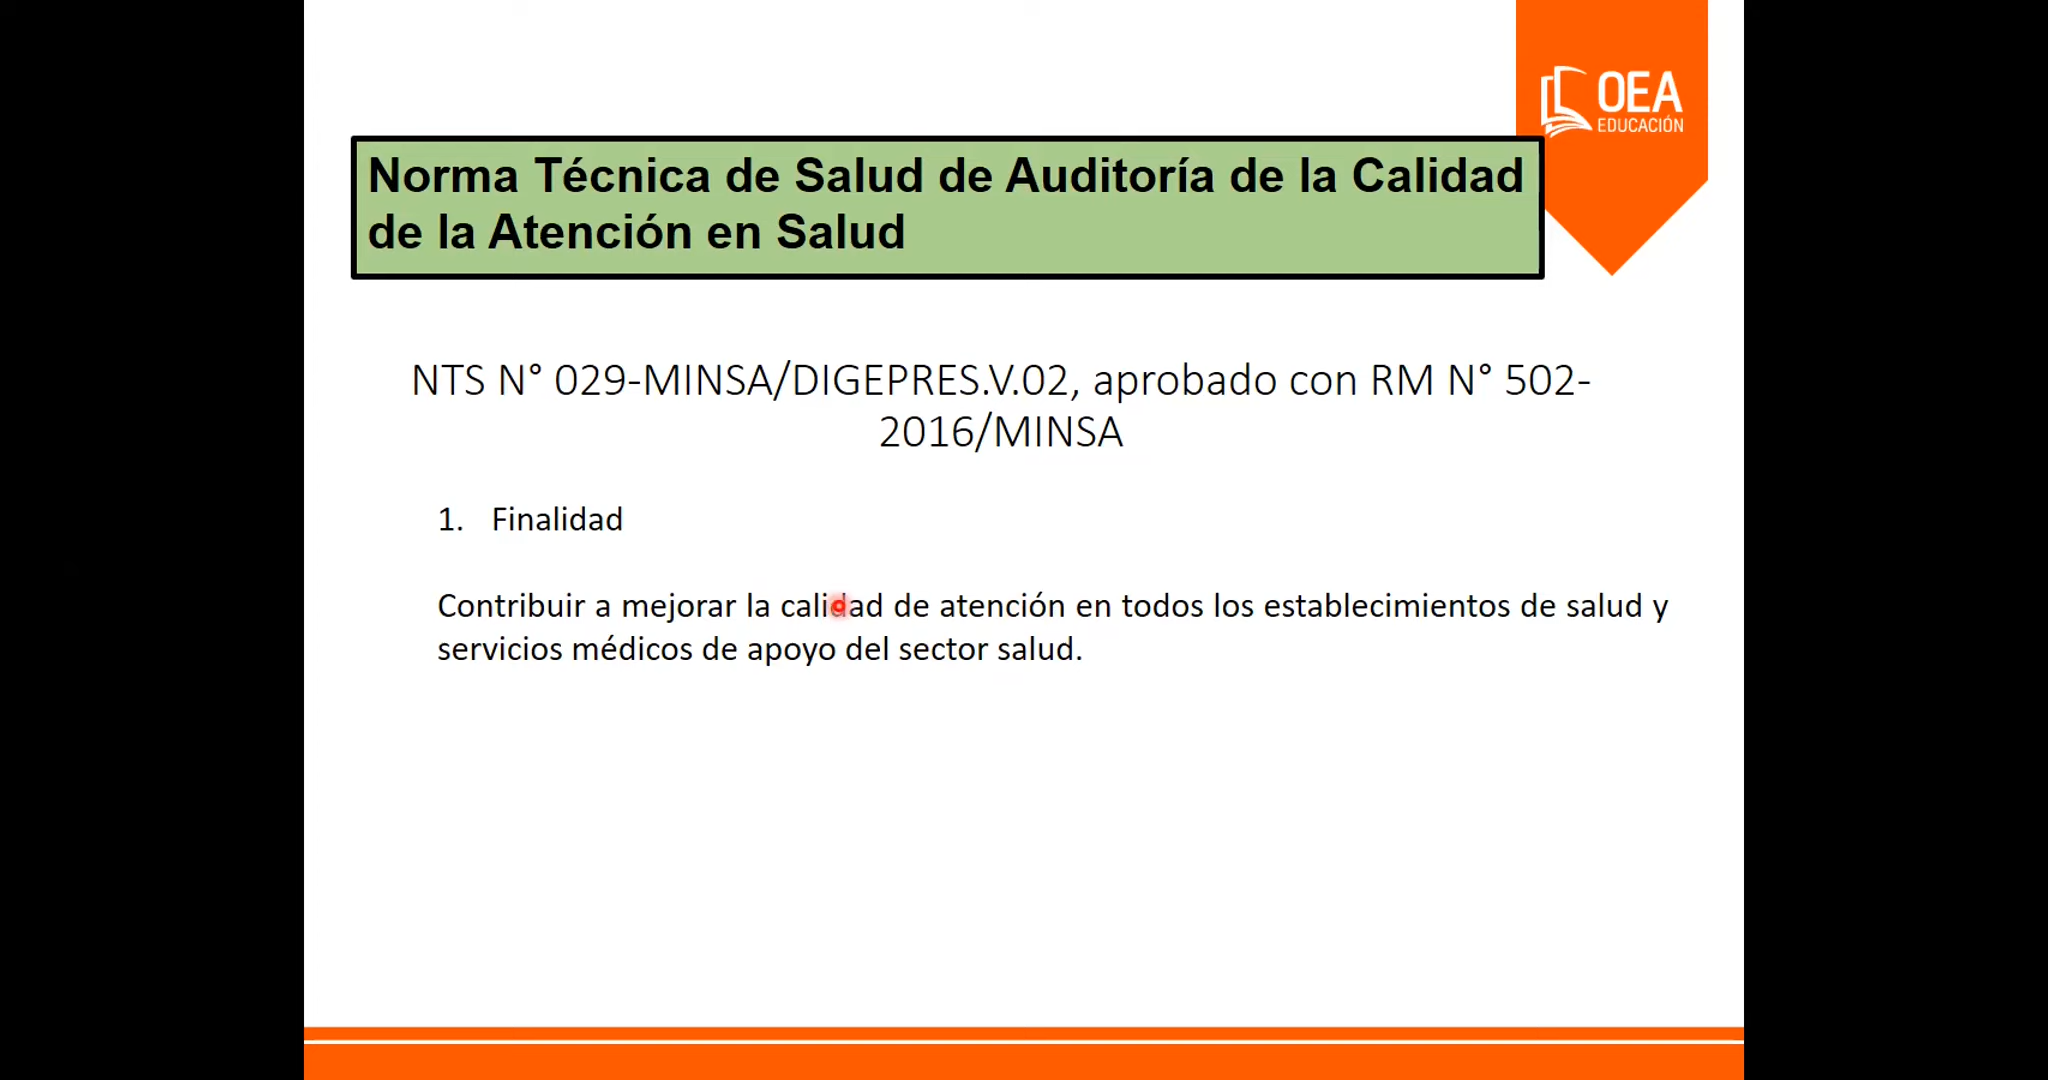 OEA
EDUCACIÓN
Norma Técnica de Salud de Auditoría de la Calidad
de la Atención en Salud
NTS N° 029-MINSA/DIGEPRES.V.02, aprobado con RM N° 502-
2016/MINSA
1. Finalidad
Contribuir a mejorar la calidad de atención en todos los establecimientos de salud y
servicios médicos de apoyo del sector salud.